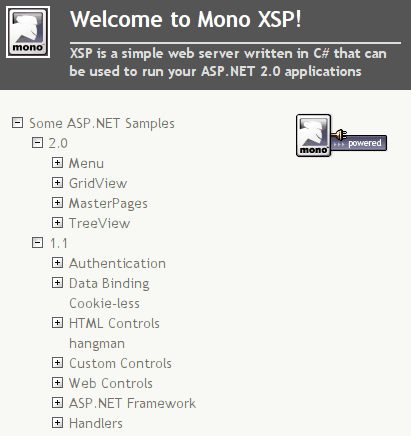 mono
Welcome to Mono XSP!
XSP is a simple web server written in C# that can
be used to run your ASP.NET 2.0 applications
Some ASP.NET Samples
2.0
Menu
GridView
MasterPages
TreeView
1.1
Authentication
Data Binding
Cookie-less
HTML Controls
hangman
Custom Controls
Web Controls
ASP.NET Framework
Handlers
mono
powered